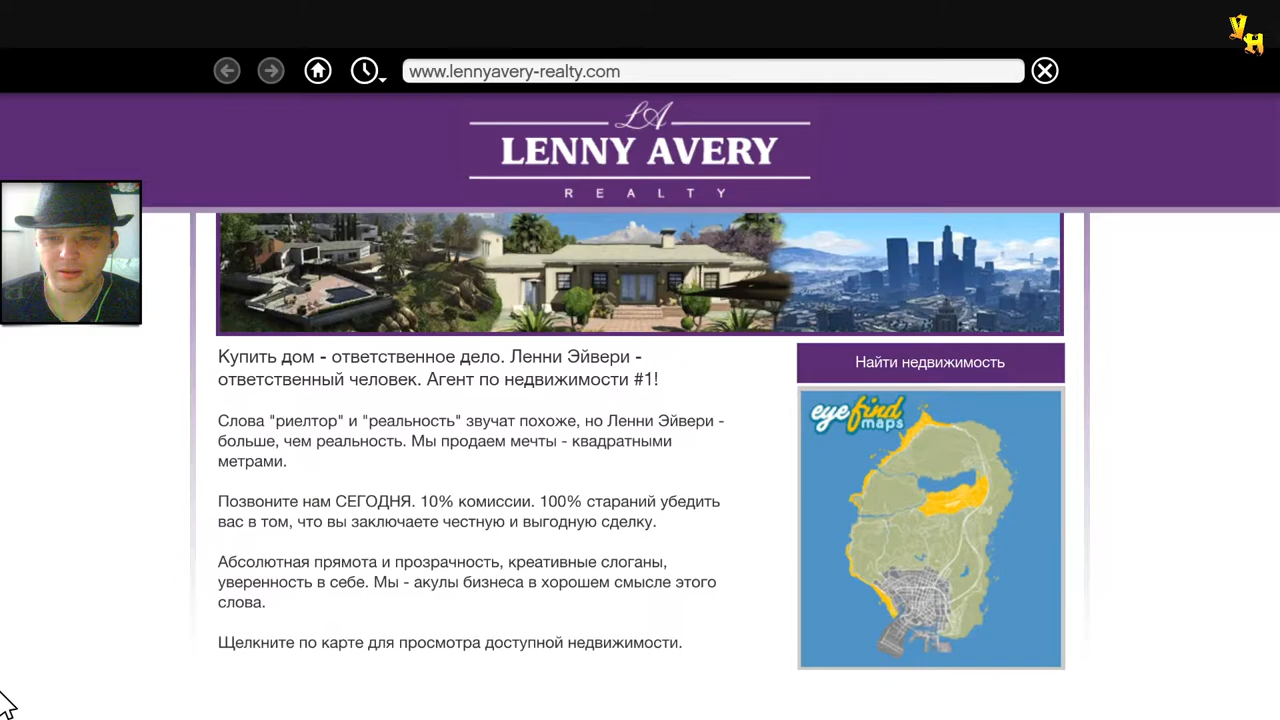 VH
www.lennyavery-realty.com
LA
LENNY AVERY
REALTY
Купить дом - ответственное дело. Ленни Эйвери -
ответственный человек. Агент по недвижимости #1!
Слова "риелтор" и "реальность" звучат похоже, но Ленни Эйвери -
больше, чем реальность. Мы продаем мечты - квадратными
метрами.
Позвоните нам СЕГОДНЯ. 10% комиссии. 100% стараний убедить
вас в том, что вы заключаете честную и выгодную сделку.
Абсолютная прямота и прозрачность, креативные слоганы,
уверенность в себе. Мы - акулы бизнеса в хорошем смысле этого
слова.
Щелкните по карте для просмотра доступной недвижимости.
Найти недвижимость
eyefind
maps